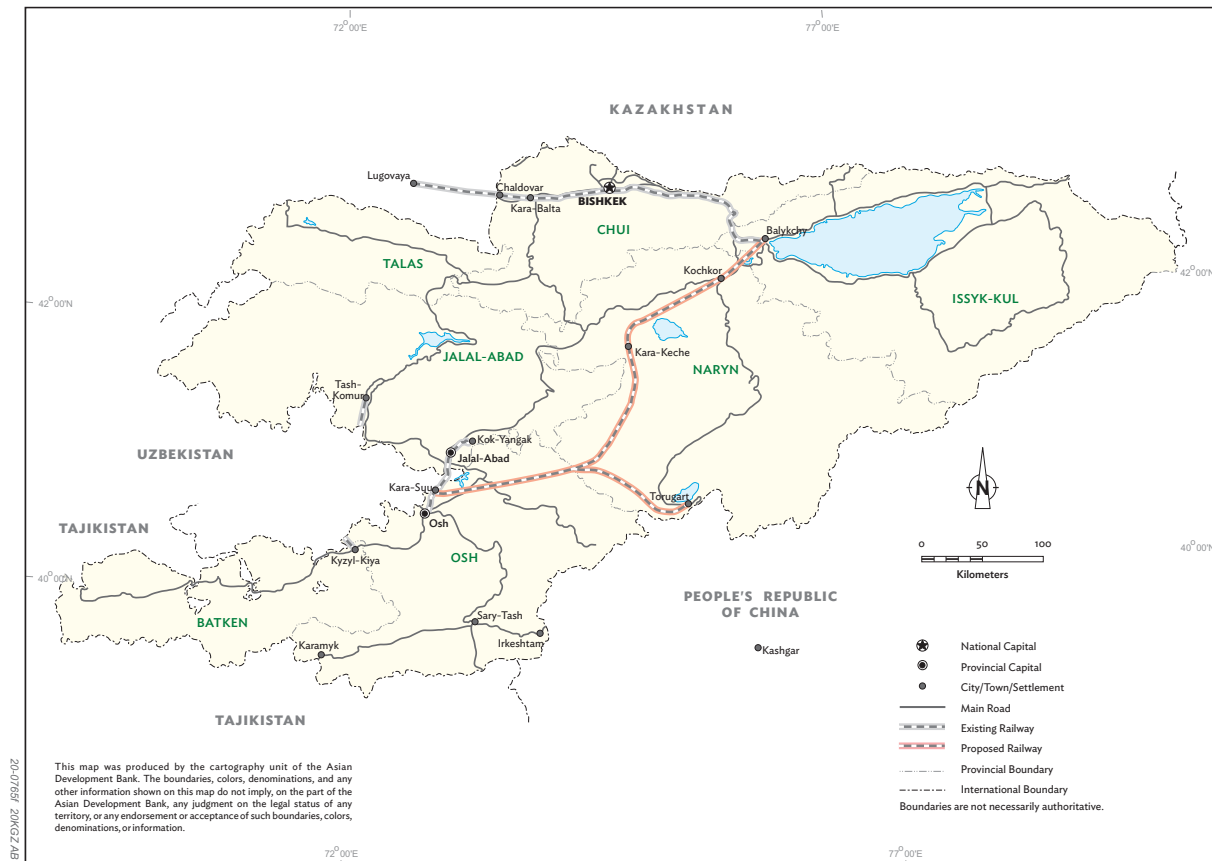 72°00'E
77°00'E
KAZAKHSTAN
Lugovaya
Chaldovar
Kara-Balta
BISHKEK
CHUI
Balykchy
TALAS
Kochkor
42°00'N
42°00'N
ISSYK-KUL
JALAL-ABAD
Kara-Keche
NARYN
Tash-
Komur
UZBEKISTAN
Kok-Yangak
Jalal-Abad
Kara-Suu
Torugart
N
TAJIKISTAN
Osh
Kyzyl-Kiya
OSH
40°00'N
40°00'N
0 50 100
Kilometers
PEOPLE'S REPUBLIC
OF CHINA
BATKEN
Sary-Tash
Irkeshtam
Karamyk
Kashgar
TAJIKISTAN
National Capital
Provincial Capital
City/Town/Settlement
Main Road
Existing Railway
Proposed Railway
Provincial Boundary
International Boundary
Boundaries are not necessarily authoritative.
This map was produced by the cartography unit of the Asian
Development Bank. The boundaries, colors, denominations, and any
other information shown on this map do not imply, on the part of the
Asian Development Bank, any judgment on the legal status of any
territory, or any endorsement or acceptance of such boundaries, colors,
denominations, or information.
20-0765f 20KGZ AB
72°00'E
77°00'E